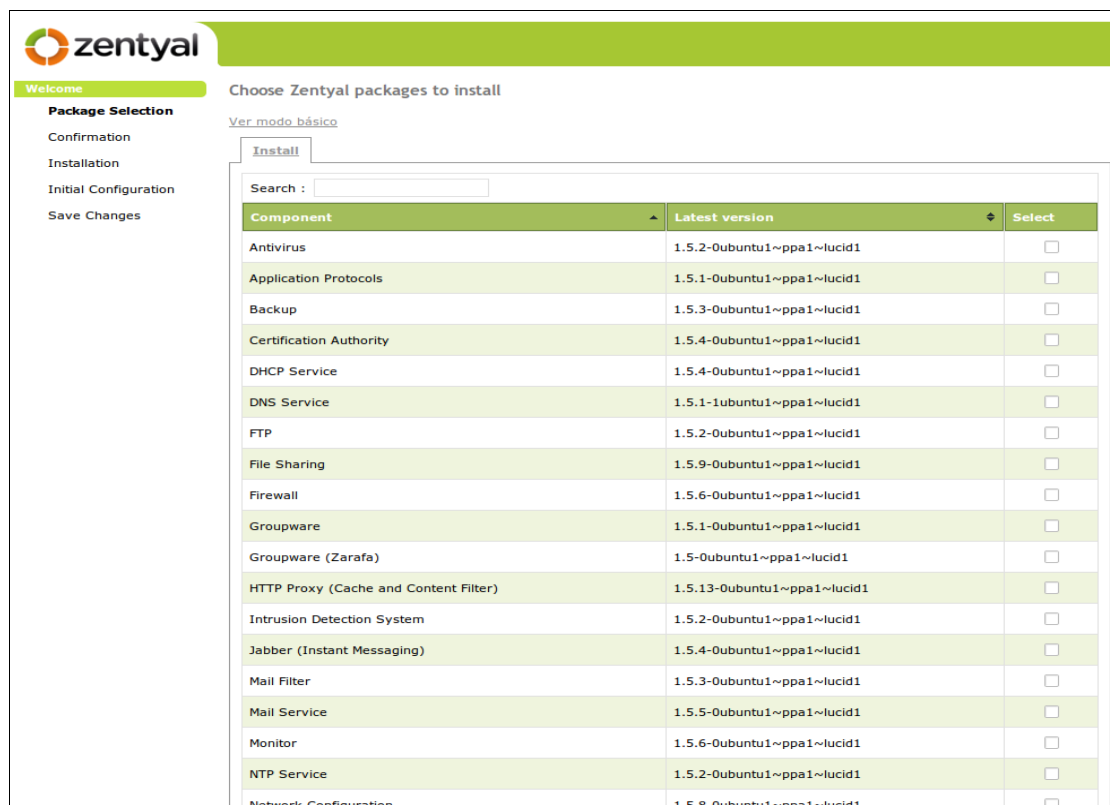 zentyal
Welcome
Package Selection
Confirmation
Installation
Initial Configuration
Save Changes
Choose Zentyal packages to install
Ver modo básico
Install
Search :
Component Latest version Select
Antivirus 1.5.2-0ubuntu1~ppa1~lucid1
Application Protocols 1.5.1-0ubuntu1~ppa1~lucid1
Backup 1.5.3-0ubuntu1~ppa1~lucid1
Certification Authority 1.5.4-0ubuntu1~ppa1~lucid1
DHCP Service 1.5.4-0ubuntu1~ppa1~lucid1
DNS Service 1.5.1-1ubuntu1~ppa1~lucid1
FTP 1.5.2-0ubuntu1~ppa1~lucid1
File Sharing 1.5.9-0ubuntu1~ppa1~lucid1
Firewall 1.5.6-0ubuntu1~ppa1~lucid1
Groupware 1.5.1-0ubuntu1~ppa1~lucid1
Groupware (Zarafa) 1.5-0ubuntu1~ppa1~lucid1
HTTP Proxy (Cache and Content Filter) 1.5.13-0ubuntu1~ppa1~lucid1
Intrusion Detection System 1.5.2-0ubuntu1~ppa1~lucid1
Jabber (Instant Messaging) 1.5.4-0ubuntu1~ppa1~lucid1
Mail Filter 1.5.3-0ubuntu1~ppa1~lucid1
Mail Service 1.5.5-0ubuntu1~ppa1~lucid1
Monitor 1.5.6-0ubuntu1~ppa1~lucid1
NTP Service 1.5.2-0ubuntu1~ppa1~lucid1
Network Configuration 1.5.8-0ubuntu1~ppa1~lucid1